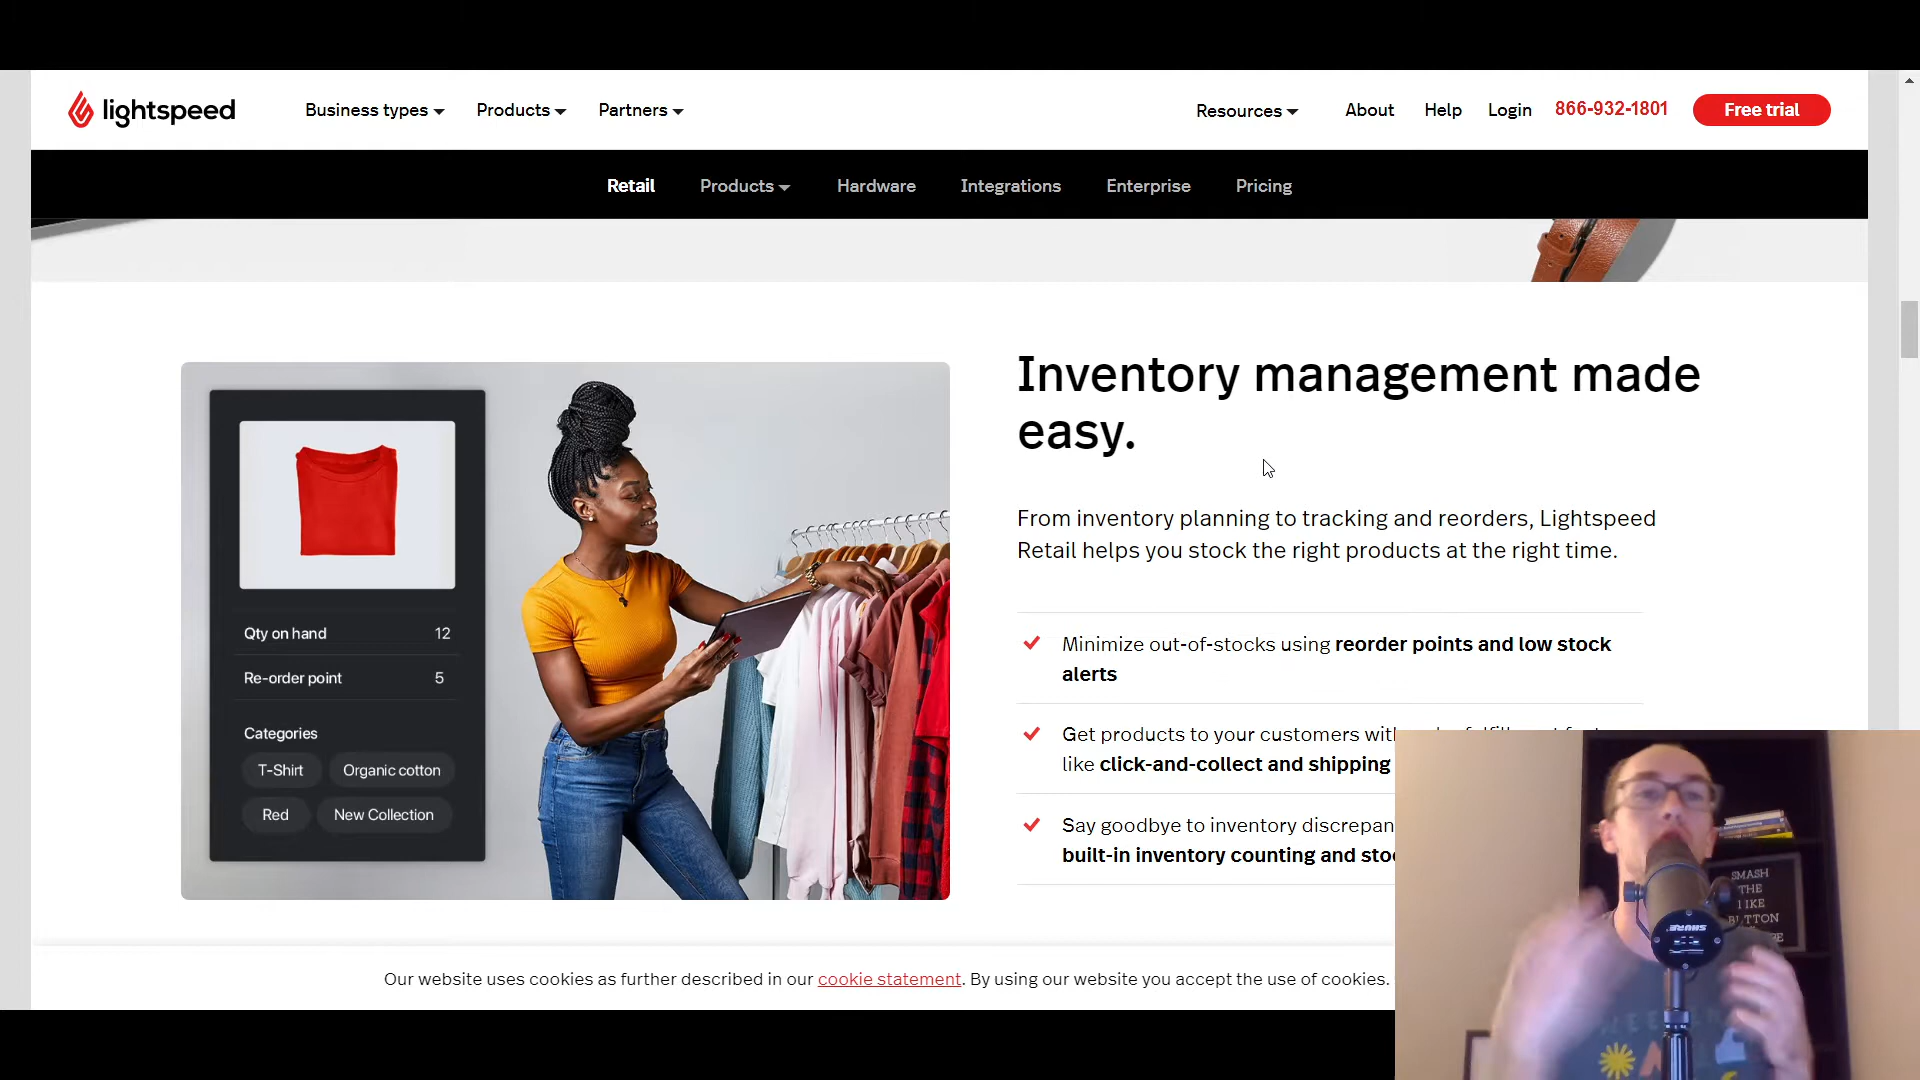 lightspeed
Business types
Products
Partners
Resources
About
Help
Login
866-932-1801
Free trial
Retail
Products
Hardware
Integrations
Enterprise
Pricing
Qty on hand 12
Re-order point 5
Categories
T-Shirt
Organic cotton
Red
New Collection
Inventory management made
easy.
From inventory planning to tracking and reorders, Lightspeed
Retail helps you stock the right products at the right time.
Minimize out-of-stocks using reorder points and low stock
alerts
Get products to your customers
like click-and-collect and shipping
Say goodbye to inventory
built-in inventory counting and
Our website uses cookies as further described in our cookie statement. By using our website you accept the use of cookies.
SMASH
THE
LIKE
BUTTON
SHURE